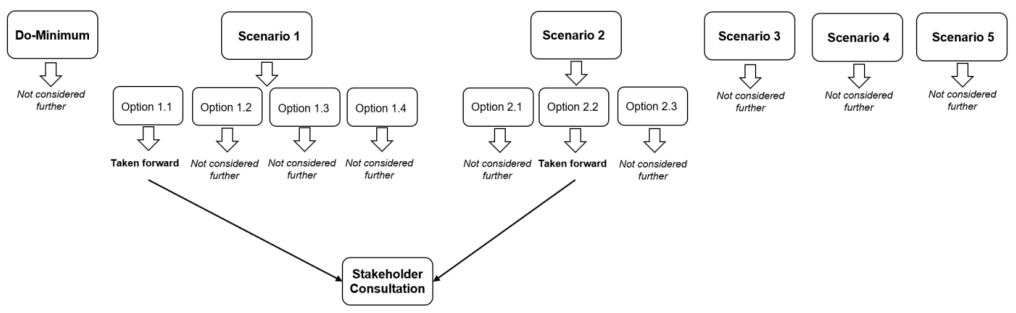 Do-Minimum
Scenario 1
Scenario 2
Scenario 3
Scenario 4
Scenario 5
Not considered
further
Not considered
further
Not considered
further
Not considered
further
Option 1.1
Option 1.2
Option 1.3
Option 1.4
Option 2.1
Option 2.2
Option 2.3
Taken forward
Not considered
further
Not considered
further
Not considered
further
Not considered
further
Taken forward
Not considered
further
Stakeholder
Consultation